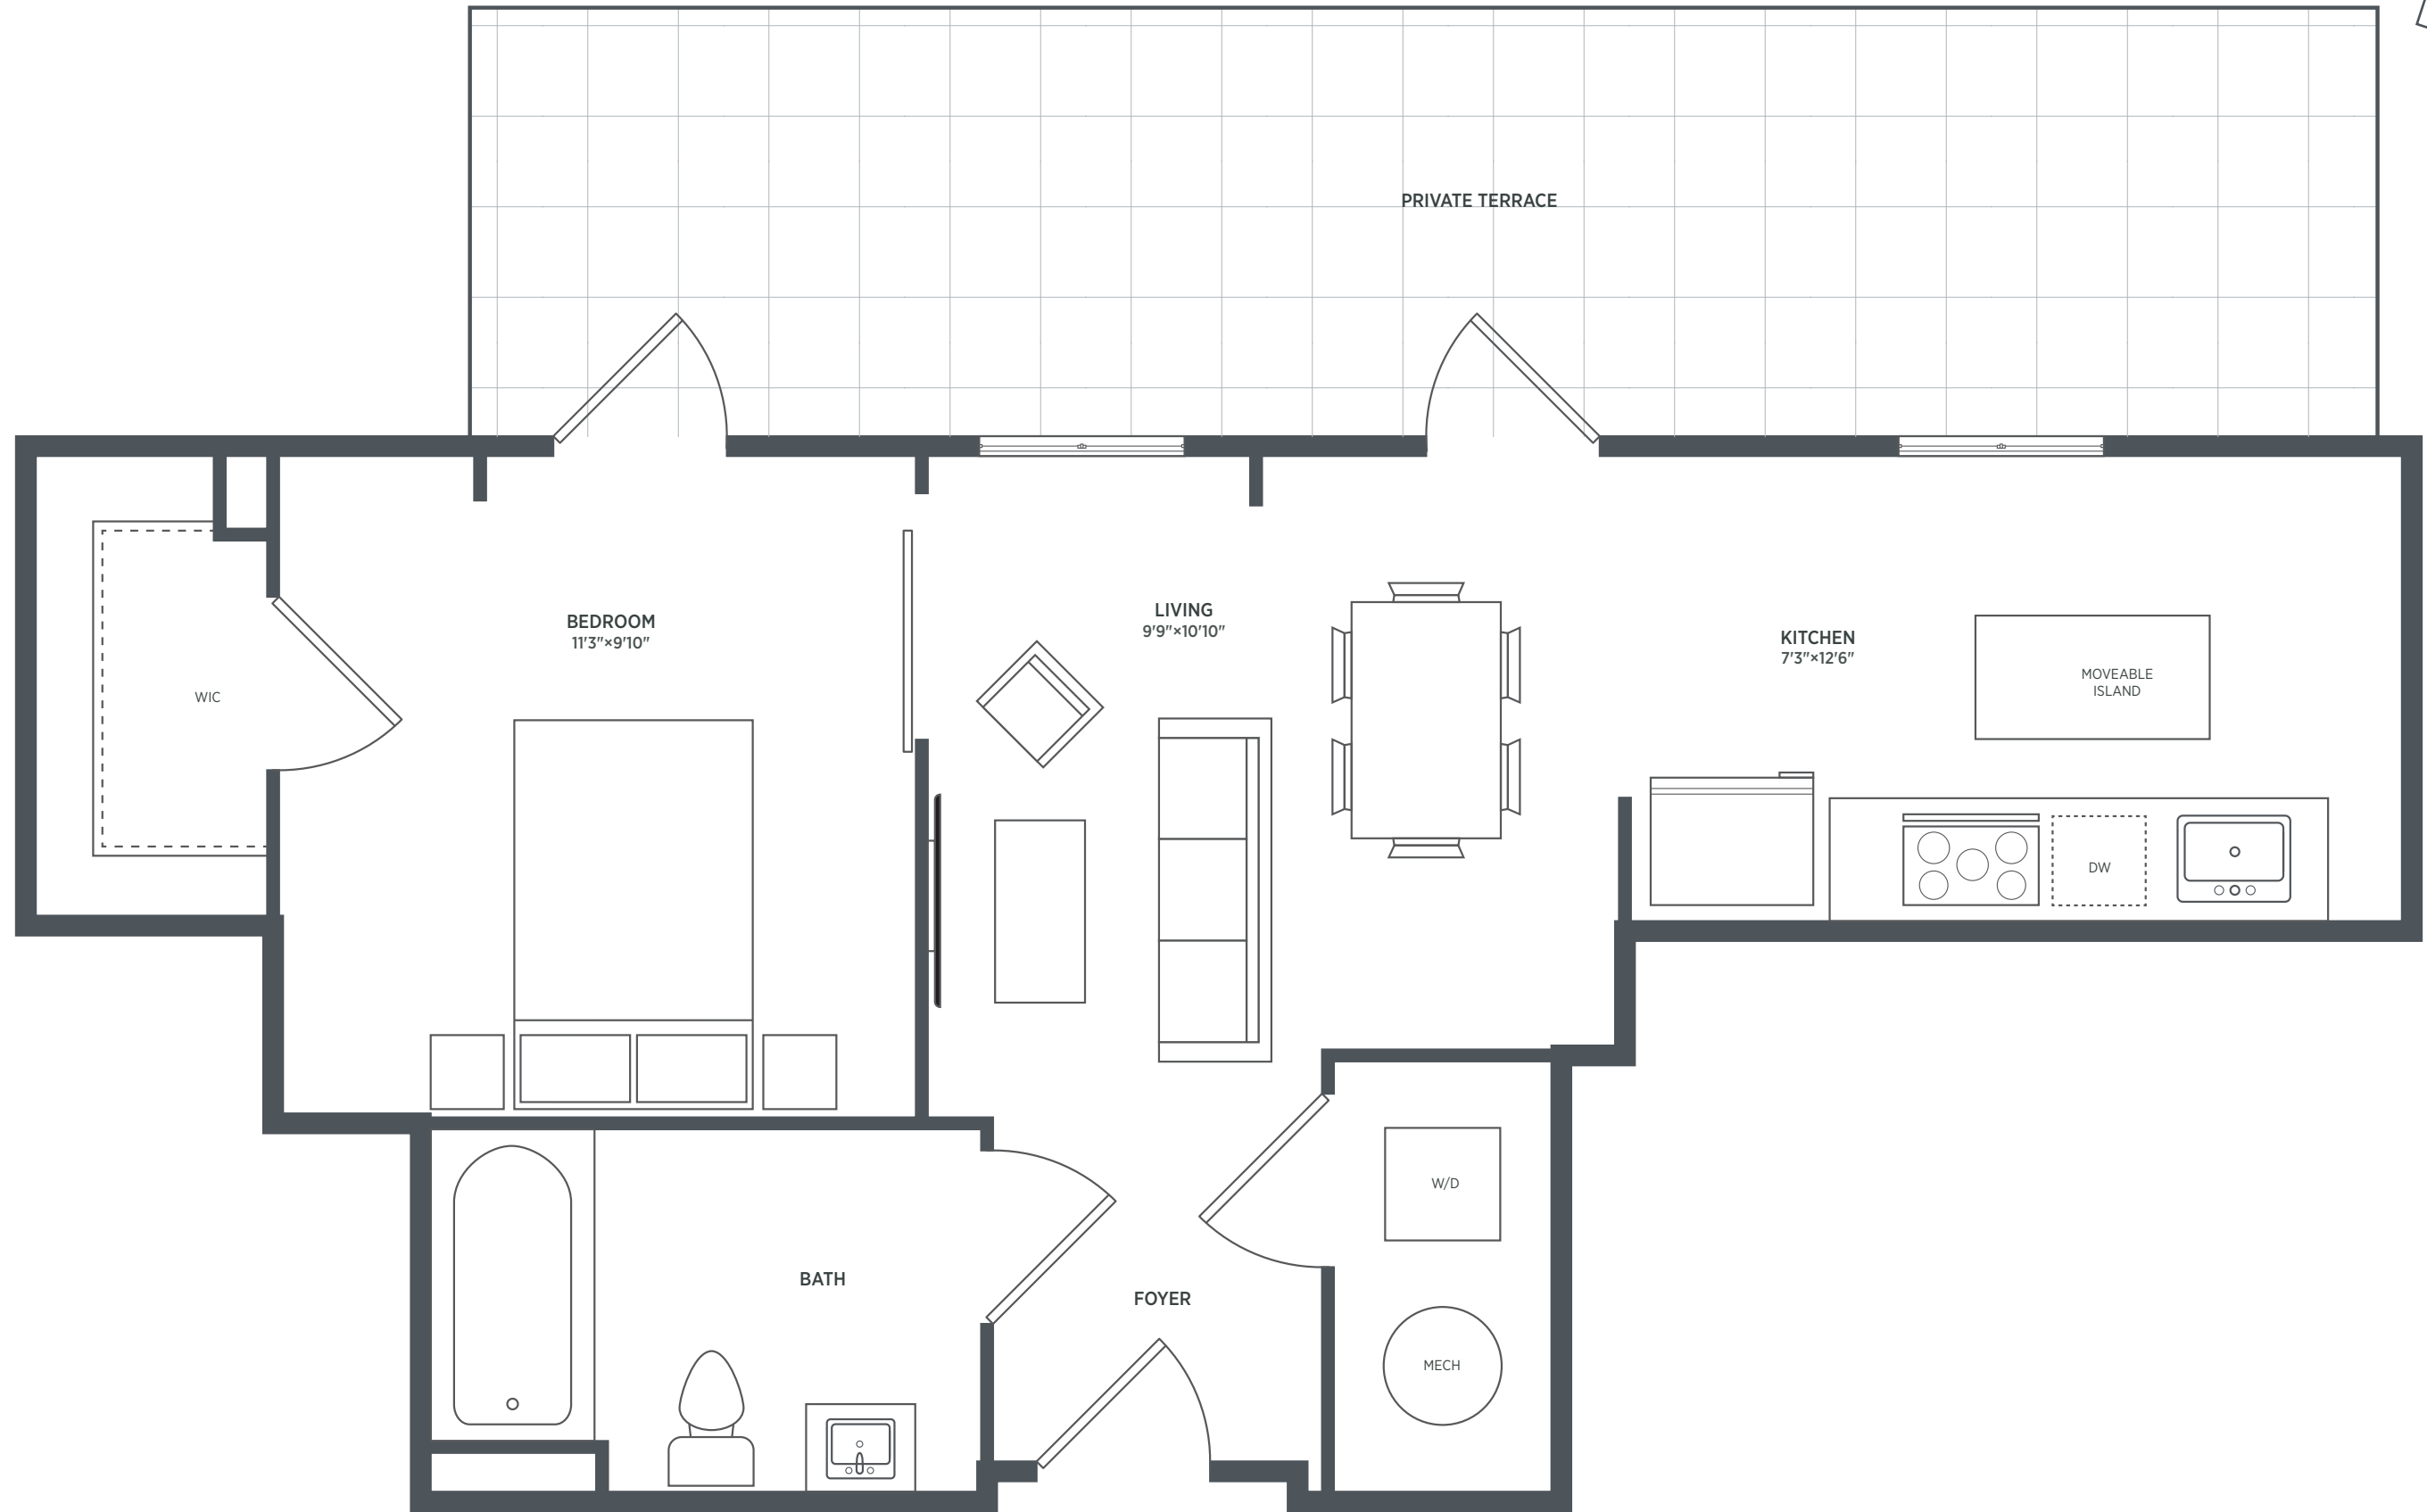 PRIVATE TERRACE
BEDROOM
11'3"×9'10"
LIVING
9'9"×10'10"
KITCHEN
7'3"×12'6"
MOVEABLE
ISLAND
WIC
DW
W/D
BATH
FOYER
MECH